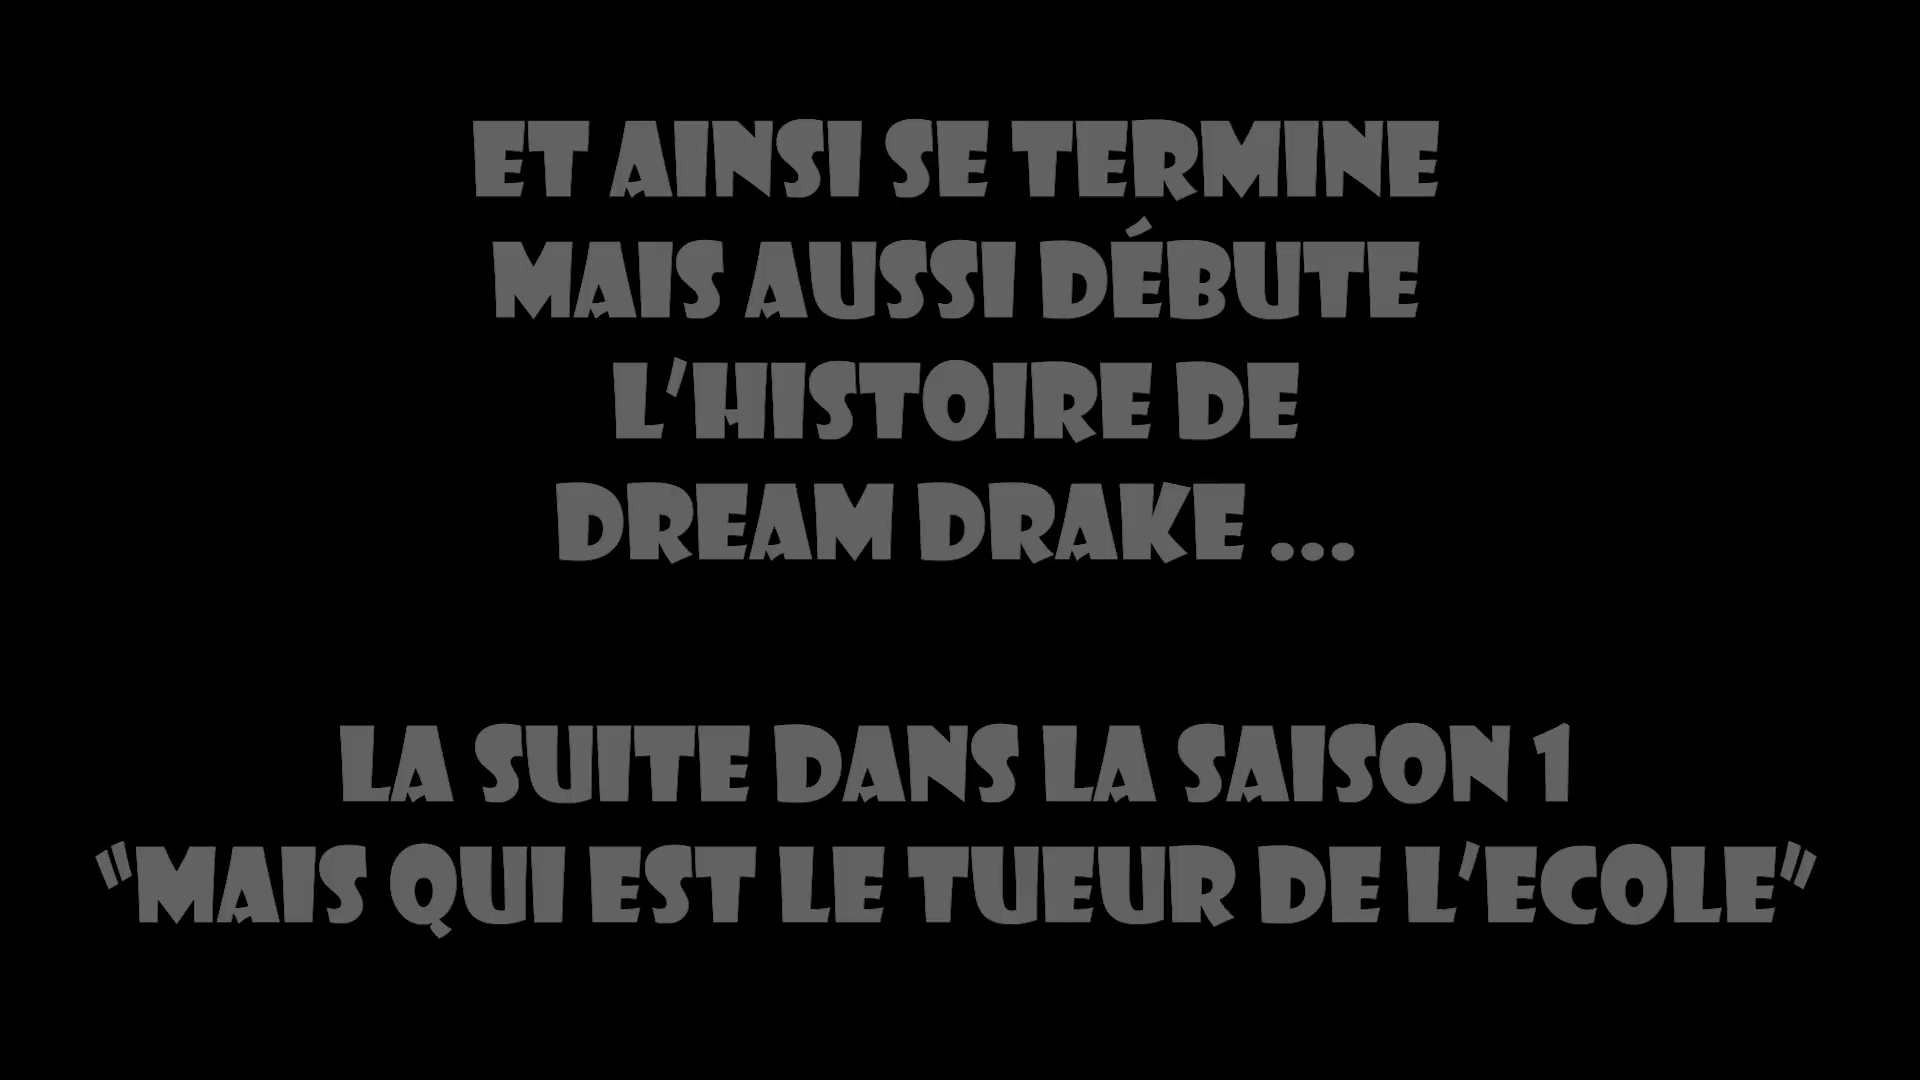 ET AINSI SE TERMINE
MAIS AUSSI DÉBUTE
L'HISTOIRE DE
DREAM DRAKE ...
LA SUITE DANS LA SAISON 1
"MAIS QUI EST LE TUEUR DE L'ECOLE"